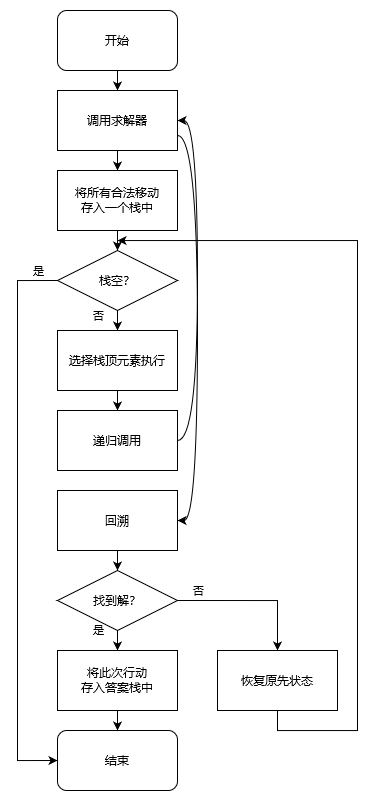 开始
调用求解器
将所有合法移动
存入一个栈中
是
栈空?
否
选择栈顶元素执行
递归调用
回溯
否
找到解?
是
将此次行动
存入答案栈中
恢复原先状态
结束